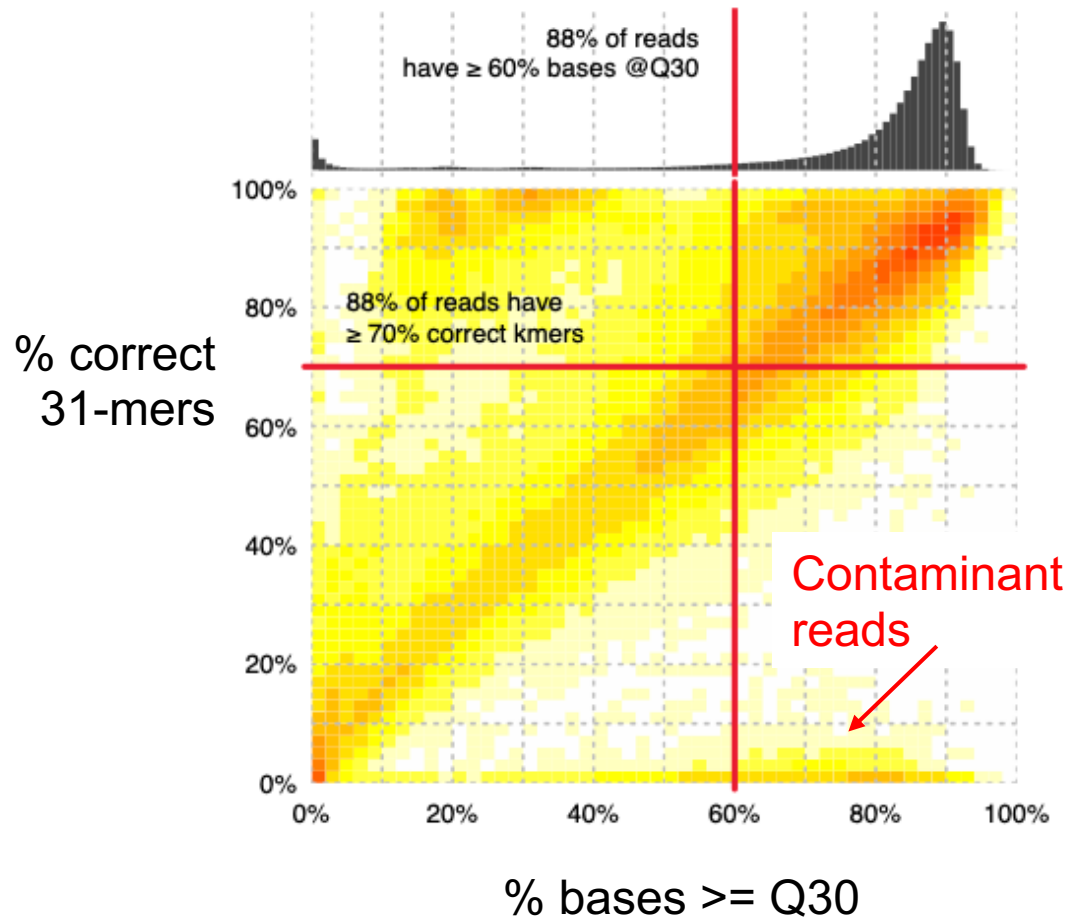 88% of reads
have ≥ 60% bases @Q30
100%
88% of reads have
≥ 70% correct kmers
80%
% correct
31-mers
60%
40%
Contaminant
reads
20%
0%
0%
20%
40%
60%
80%
100%
% bases >= Q30